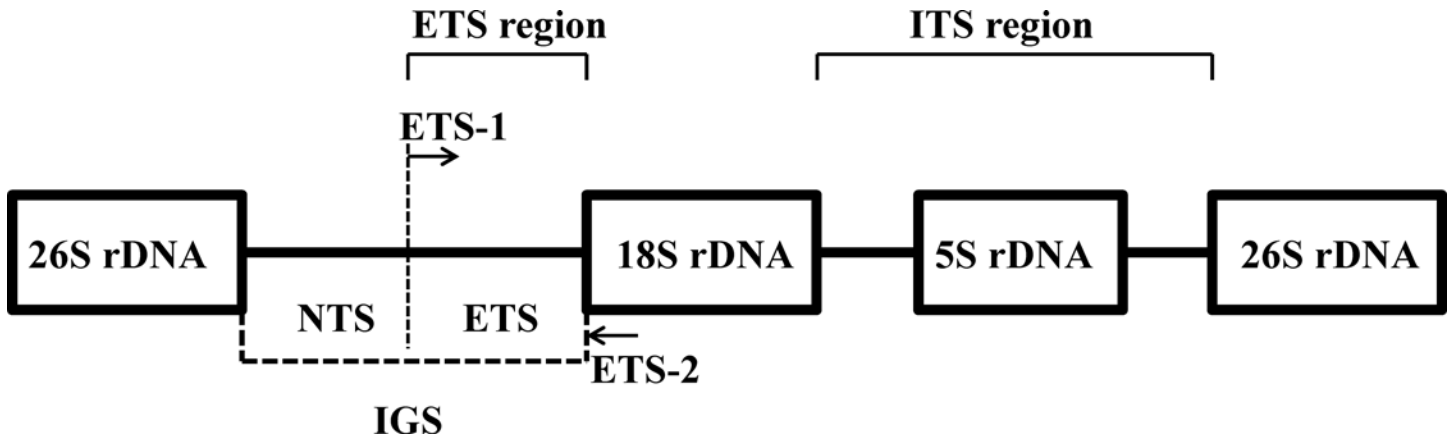 ETS region
ITS region
ETS-1
26S rDNA
18S rDNA
5S rDNA
26S rDNA
NTS
ETS
ETS-2
IGS